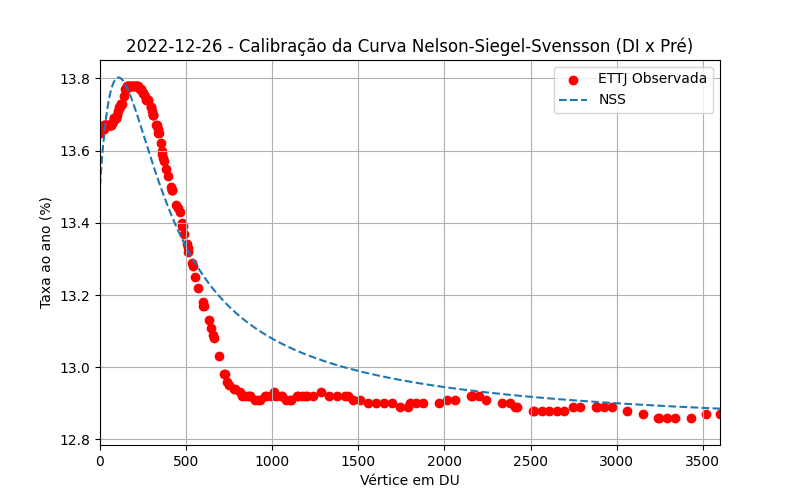 2022-12-26 - Calibração da Curva Nelson-Siegel-Svensson (DI x Pré)
ETTJ Observada
NSS
Taxa ao ano (%)
13.8
13.6
13.4
13.2
13.0
12.8
0 500 1000 1500 2000 2500 3000 3500
Vértice em DU